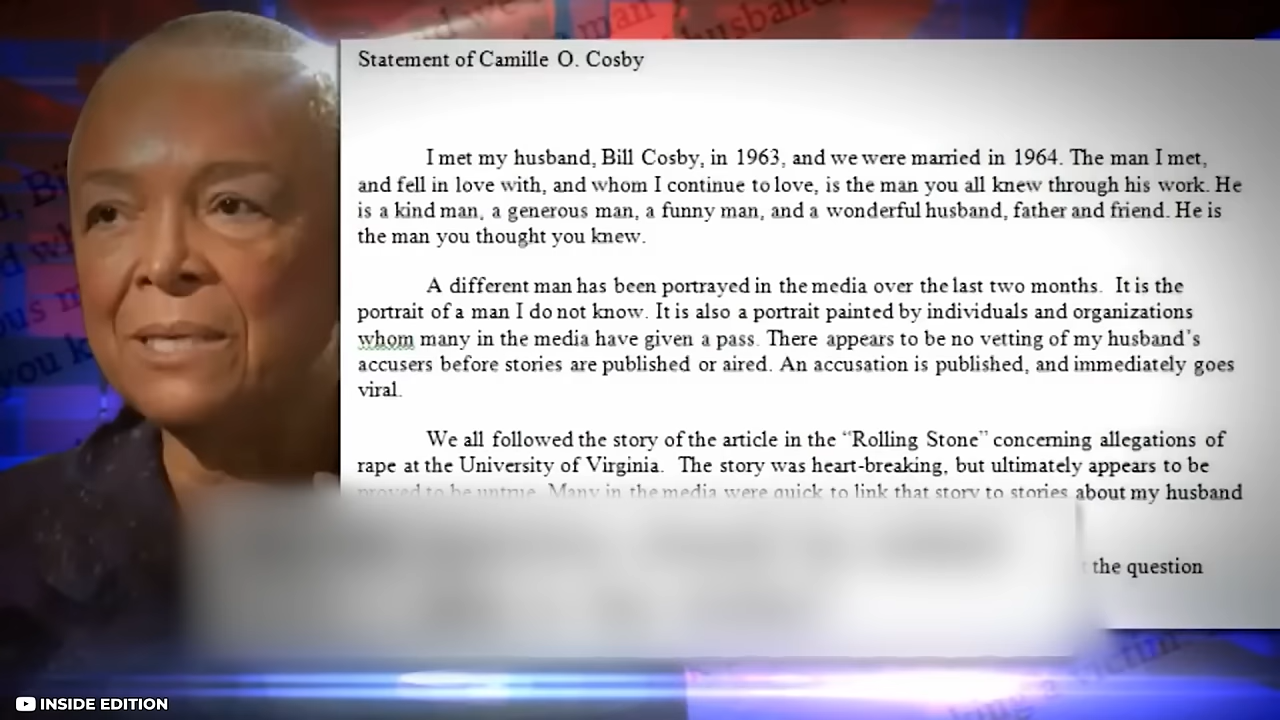 Statement of Camille O. Cosby
I met my husband, Bill Cosby, in 1963, and we were married in 1964. The man I met,
and fell in love with, and whom I continue to love, is the man you all knew through his work. He
is a kind man, a generous man, a funny man, and a wonderful husband, father and friend. He is
the man you thought you knew.
A different man has been portrayed in the media over the last two months. It is the
portrait of a man I do not know. It is also a portrait painted by individuals and organizations
whom many in the media have given a pass. There appears to be no vetting of my husband's
accusers before stories are published or aired. An accusation is published, and immediately goes
viral.
We all followed the story of the article in the “Rolling Stone” concerning allegations of
rape at the University of Virginia. The story was heart-breaking, but ultimately appears to be
proved to be untrue. Many in the media were quick to link that story to stories about my husband
the question
INSIDE EDITION